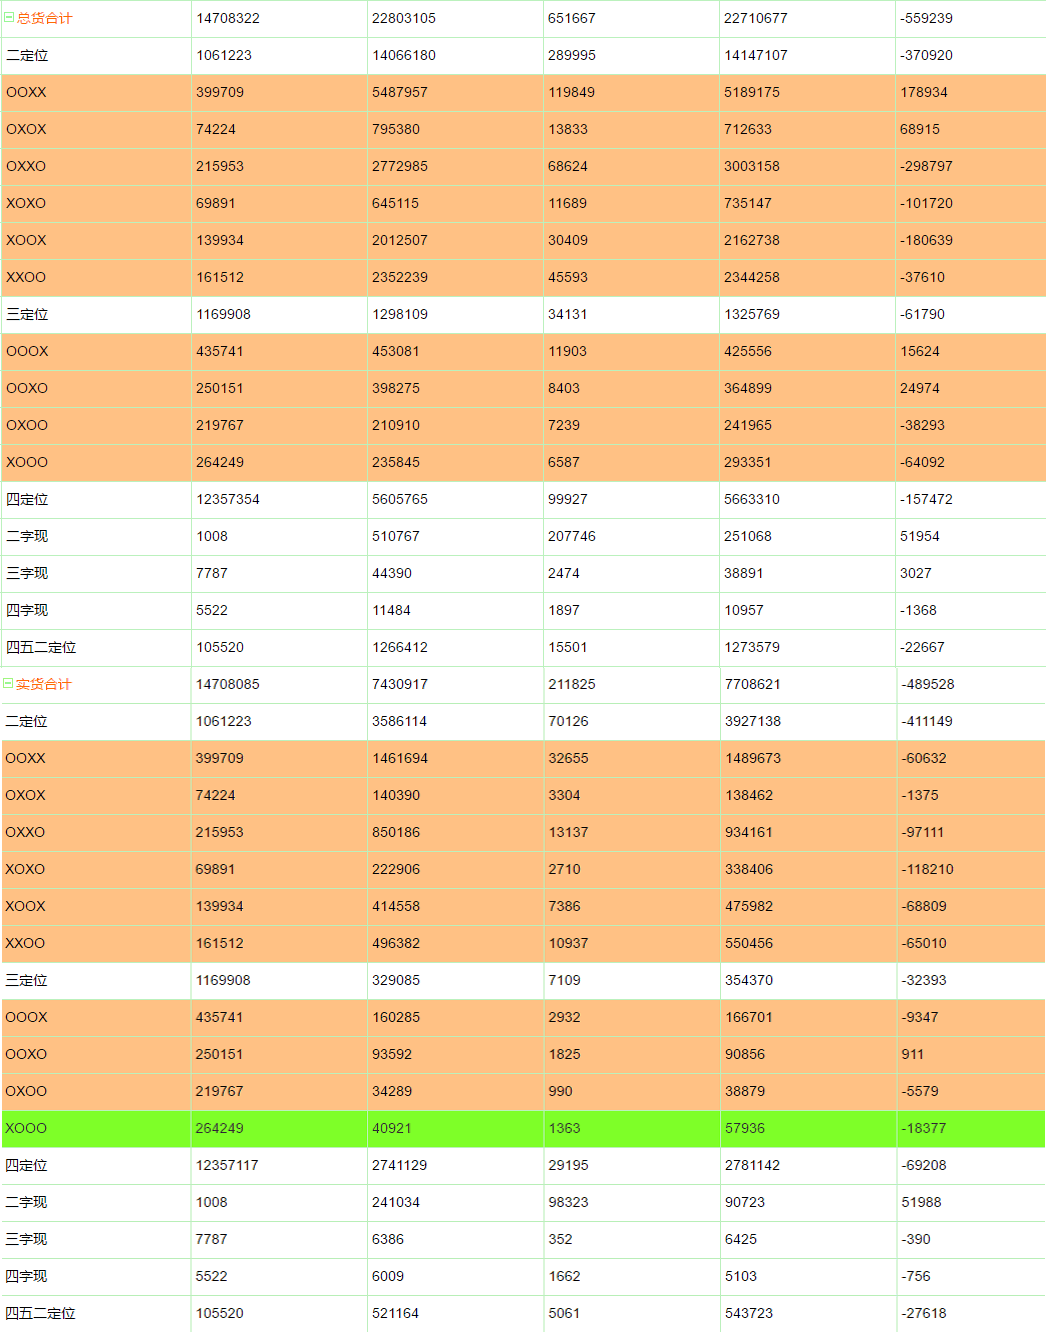 总货合计 14708322 22803105 651667 22710677 -559239
二定位 1061223 14066180 289995 14147107 -370920
OOXX 399709 5487957 119849 5189175 178934
OXOX 74224 795380 13833 712633 68915
OXXO 215953 2772985 68624 3003158 -298797
XOXO 69891 645115 11689 735147 -101720
XOOX 139934 2012507 30409 2162738 -180639
XXOO 161512 2352239 45593 2344258 -37610
三定位 1169908 1298109 34131 1325769 -61790
OOOX 435741 453081 11903 425556 15624
OOXO 250151 398275 8403 364899 24974
OXOO 219767 210910 7239 241965 -38293
XOOO 264249 235845 6587 293351 -64092
四定位 12357354 5605765 99927 5663310 -157472
二字现 1008 510767 207746 251068 51954
三字现 7787 44390 2474 38891 3027
四字现 5522 11484 1897 10957 -1368
四五二定位 105520 1266412 15501 1273579 -22667
实货合计 14708085 7430917 211825 7708621 -489528
二定位 1061223 3586114 70126 3927138 -411149
OOXX 399709 1461694 32655 1489673 -60632
OXOX 74224 140390 3304 138462 -1375
OXXO 215953 850186 13137 934161 -97111
XOXO 69891 222906 2710 338406 -118210
XOOX 139934 414558 7386 475982 -68809
XXOO 161512 496382 10937 550456 -65010
三定位 1169908 329085 7109 354370 -32393
OOOX 435741 160285 2932 166701 -9347
OOXO 250151 93592 1825 90856 911
OXOO 219767 34289 990 38879 -5579
XOOO 264249 40921 1363 57936 -18377
四定位 12357117 2741129 29195 2781142 -69208
二字现 1008 241034 98323 90723 51988
三字现 7787 6386 352 6425 -390
四字现 5522 6009 1662 5103 -756
四五二定位 105520 521164 5061 543723 -27618